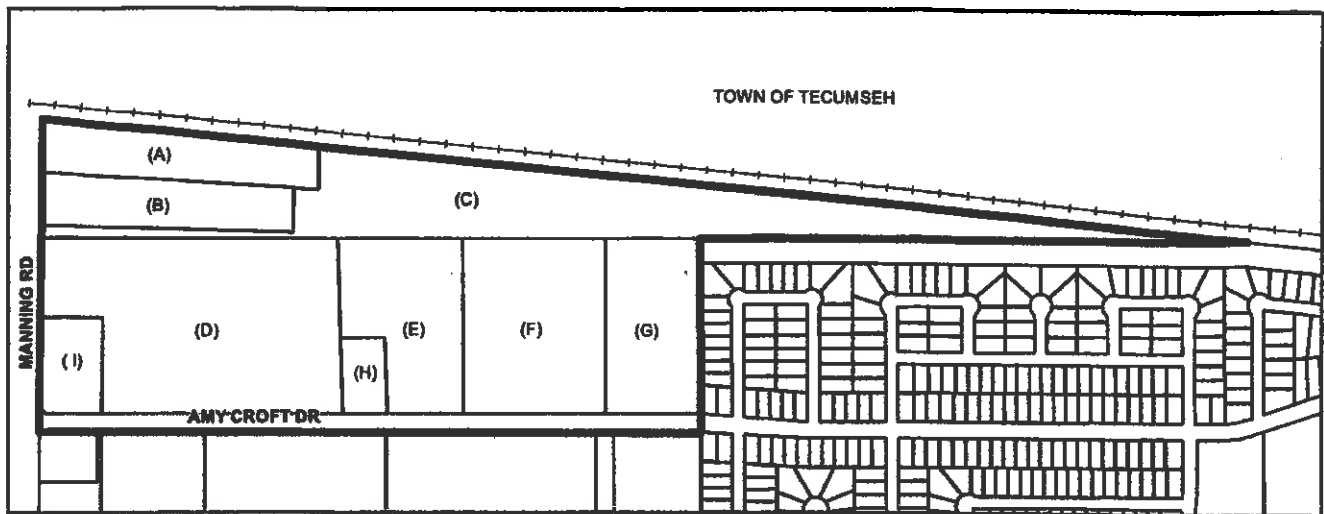 TOWN OF TECUMSEH
(A)
(B)
(C)
MANNING RD
(D)
(E)
(F)
(G)
(I)
(H)
AMY CROFT DR